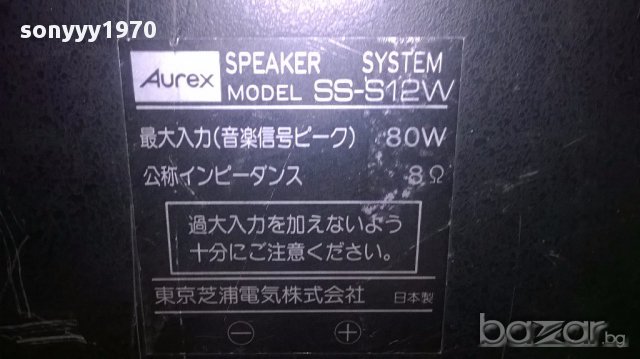 sonyyy1970
Aurex
SPEAKER SYSTEM
MODEL SS-S12W
最大入力(音楽信号ピーク) 80W
公称インピーダンス 8Ω
過大入力を加えないよう
十分にご注意ください。
東京芝浦電気株式会社 日本製
⊖ ⊕
bazar.bg